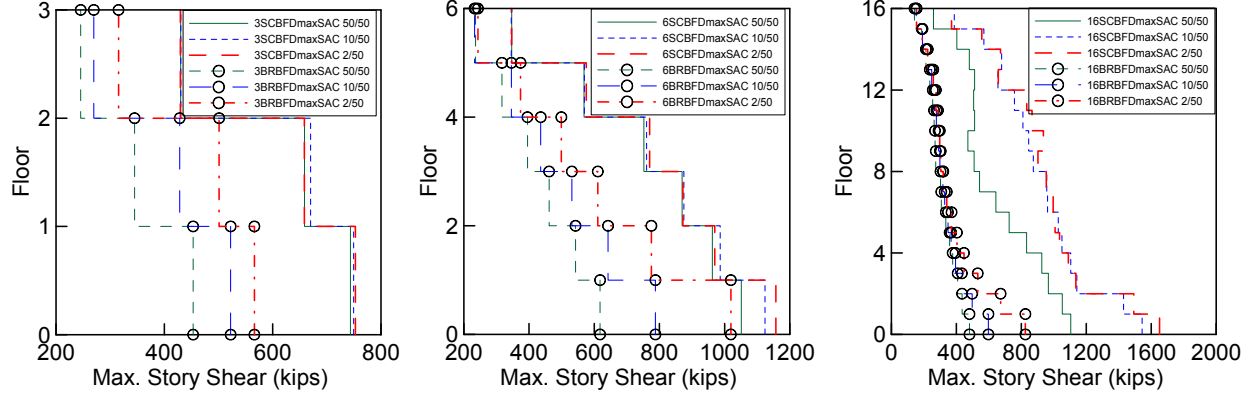 3
2
1
0
Floor
200
400
600
800
Max. Story Shear (kips)
3SCBFDmaxSAC 50/50
3SCBFDmaxSAC 10/50
3SCBFDmaxSAC 2/50
3BRBFDmaxSAC 50/50
3BRBFDmaxSAC 10/50
3BRBFDmaxSAC 2/50
6
4
2
0
Floor
200
400
600
800
1000
1200
Max. Story Shear (kips)
6SCBFDmaxSAC 50/50
6SCBFDmaxSAC 10/50
6SCBFDmaxSAC 2/50
6BRBFDmaxSAC 50/50
6BRBFDmaxSAC 10/50
6BRBFDmaxSAC 2/50
16
12
8
4
0
Floor
0
400
800
1200
1600
2000
Max. Story Shear (kips)
16SCBFDmaxSAC 50/50
16SCBFDmaxSAC 10/50
16SCBFDmaxSAC 2/50
16BRBFDmaxSAC 50/50
16BRBFDmaxSAC 10/50
16BRBFDmaxSAC 2/50